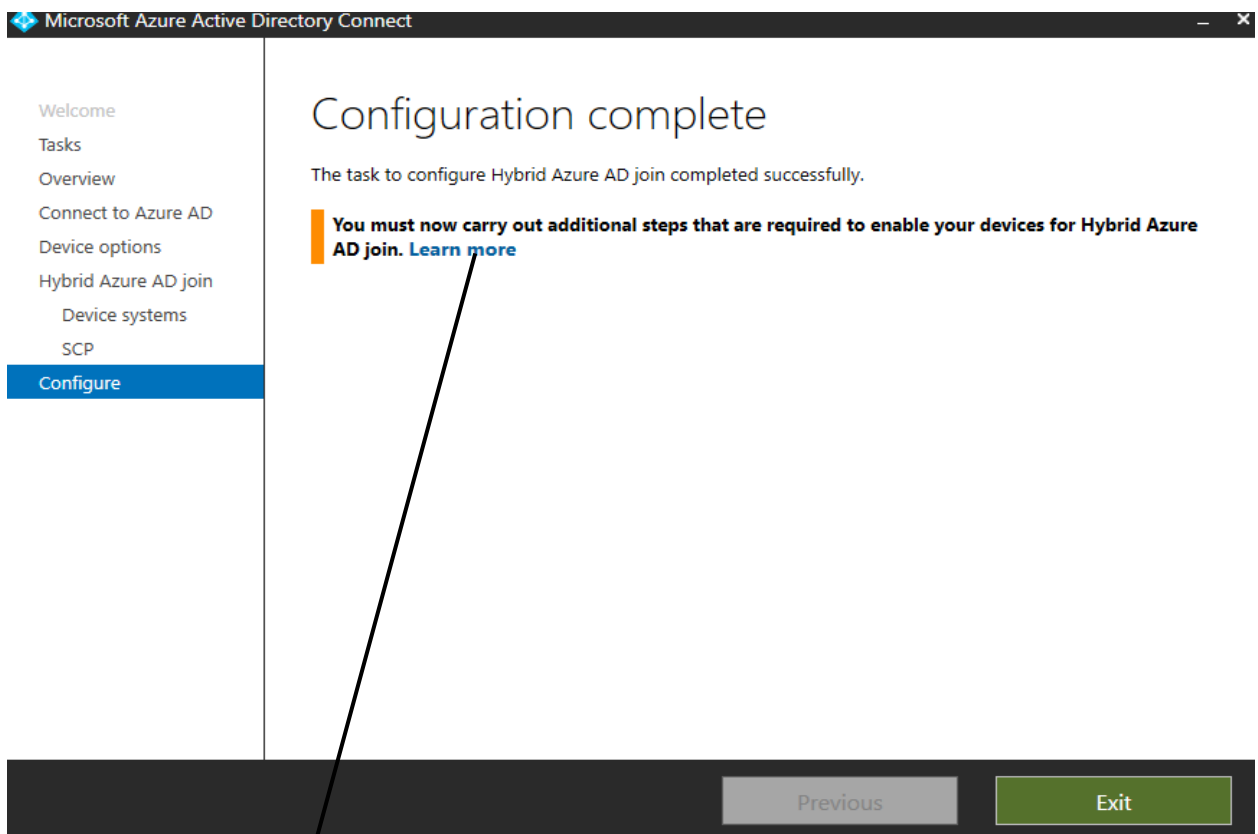 Microsoft Azure Active Directory Connect
Welcome
Tasks
Overview
Connect to Azure AD
Device options
Hybrid Azure AD join
Device systems
SCP
Configure
Configuration complete
The task to configure Hybrid Azure AD join completed successfully.
You must now carry out additional steps that are required to enable your devices for Hybrid Azure
AD join. Learn more
Previous
Exit